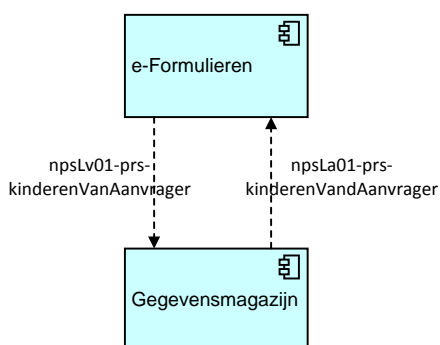 e-Formulieren
npsLv01-prs-
kinderenVanAanvrager
npsLa01-prs-
kinderenVandAanvrager
Gegevensmagazijn